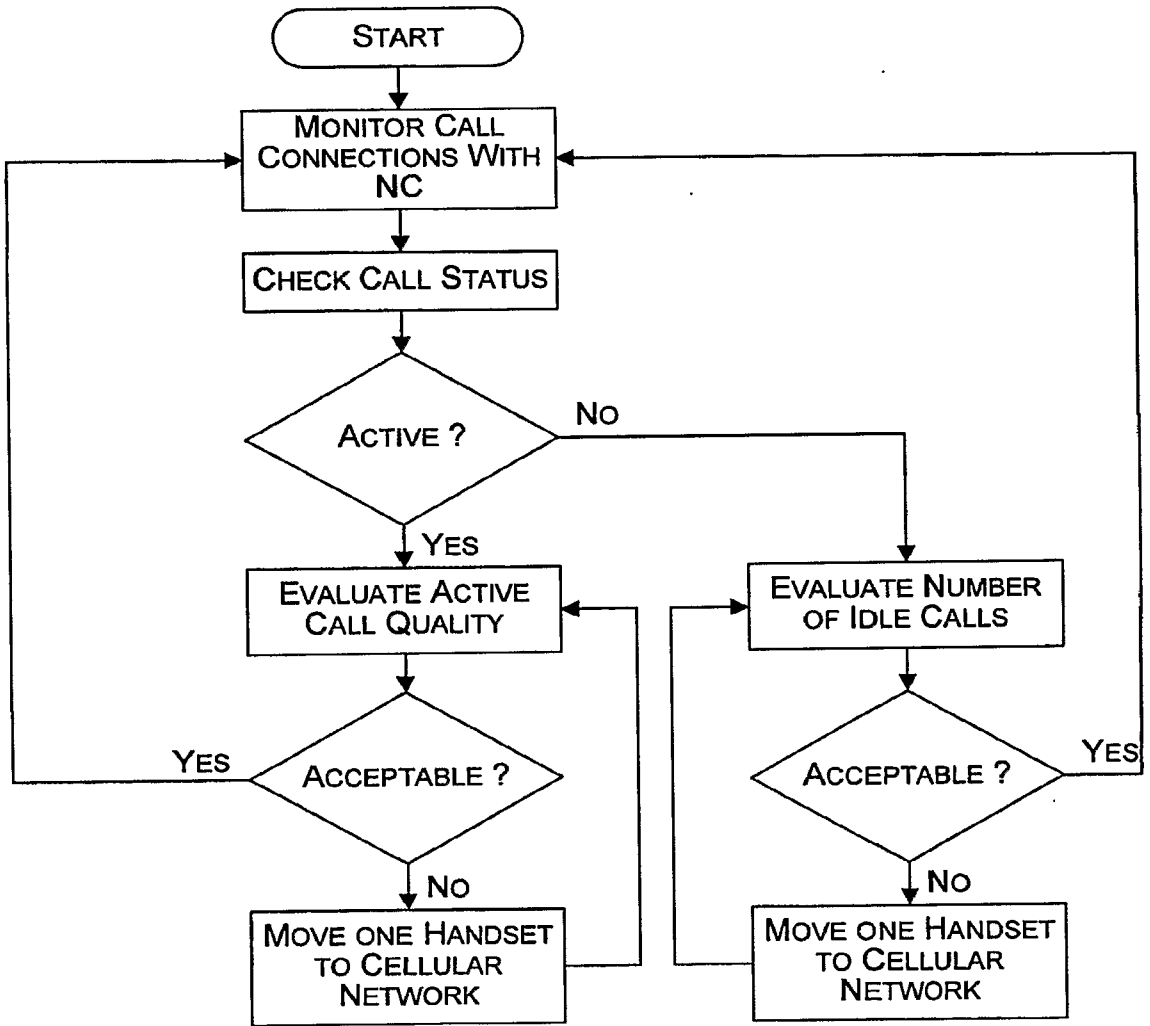 START
MONITOR CALL
CONNECTIONS WITH
NC
CHECK CALL STATUS
ACTIVE ?
NO
YES
EVALUATE ACTIVE
CALL QUALITY
EVALUATE NUMBER
OF IDLE CALLS
YES
ACCEPTABLE ?
ACCEPTABLE ?
YES
NO
NO
MOVE ONE HANDSET
TO CELLULAR
NETWORK
MOVE ONE HANDSET
TO CELLULAR
NETWORK